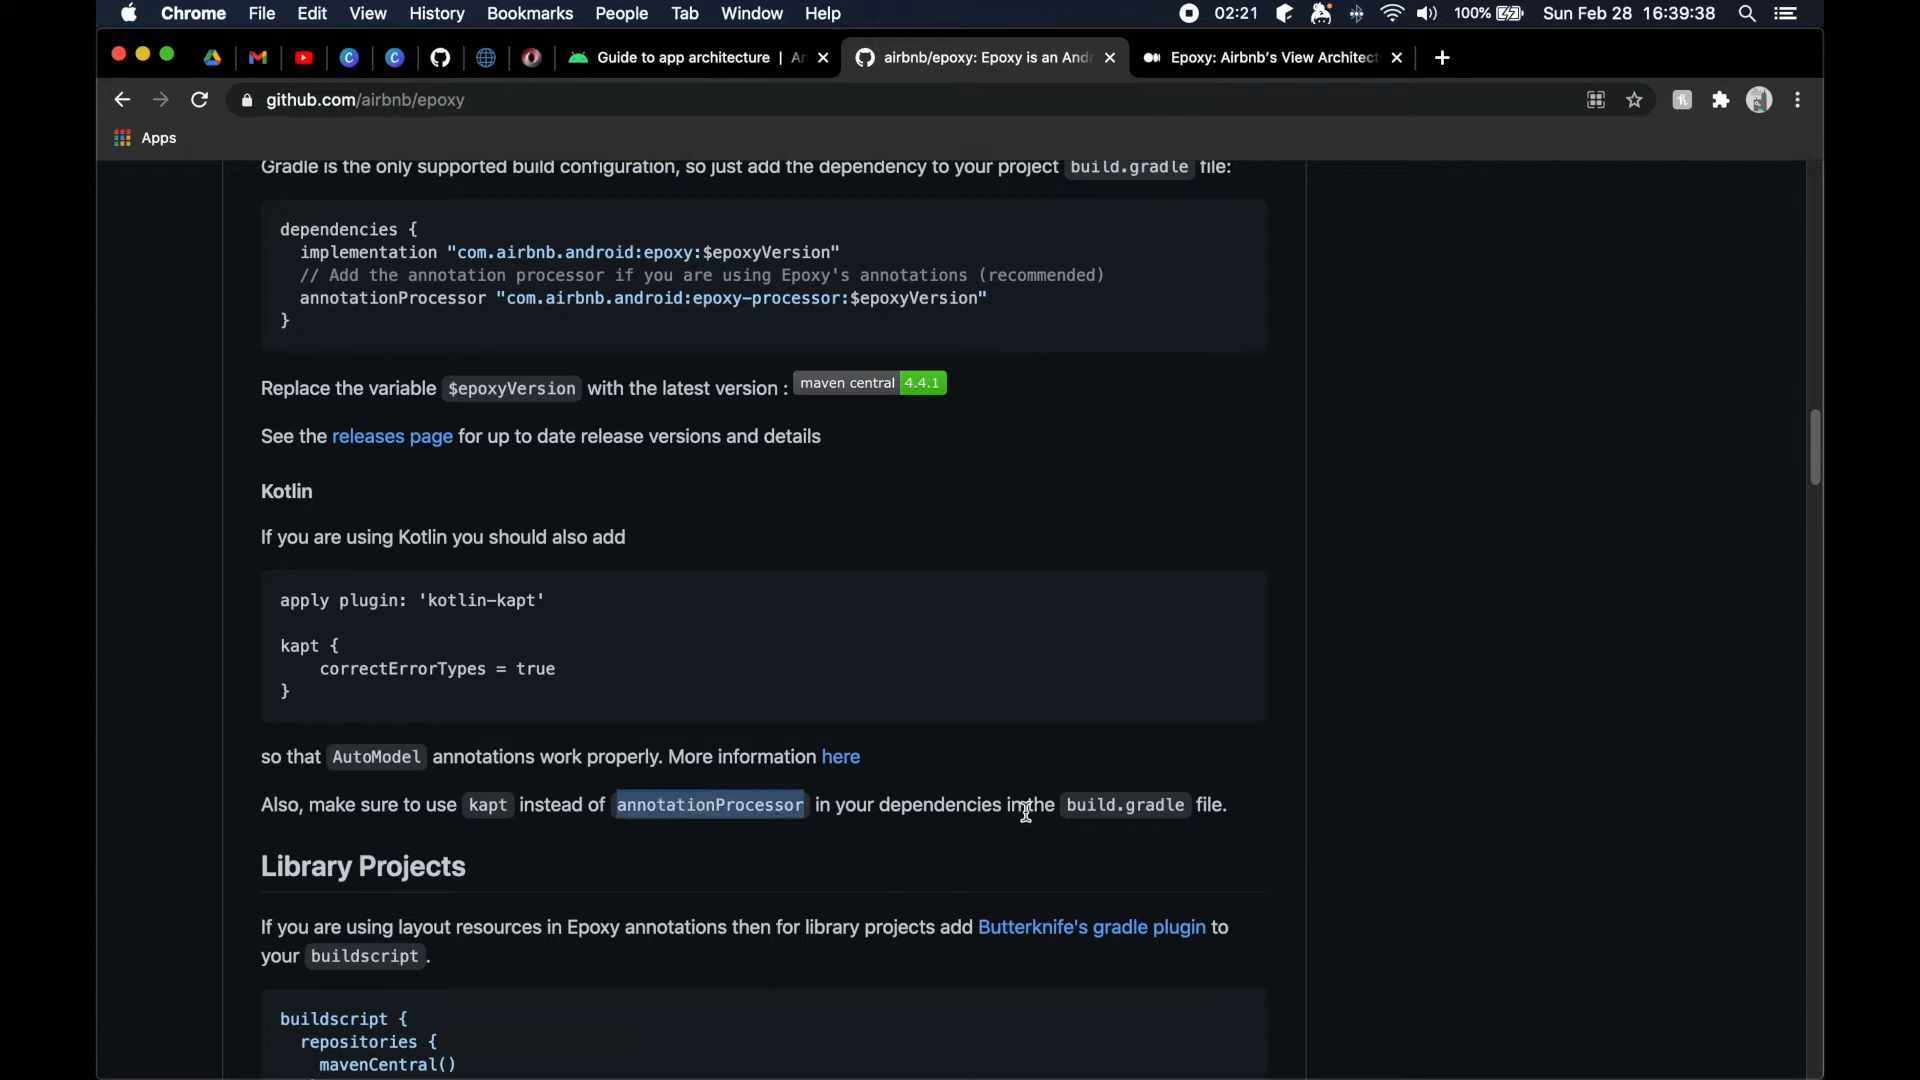 Chrome File Edit View History Bookmarks People Tab Window Help 02:21 100% Sun Feb 28 16:39:38
Guide to app architecture | An
airbnb/epoxy: Epoxy is an Andr
Epoxy: Airbnb's View Architect
github.com/airbnb/epoxy
Apps
Gradle is the only supported build configuration, so just add the dependency to your project build.gradle file:
dependencies {
implementation "com.airbnb.android:epoxy:$epoxyVersion"
// Add the annotation processor if you are using Epoxy's annotations (recommended)
annotationProcessor "com.airbnb.android:epoxy-processor:$epoxyVersion"
}
Replace the variable $epoxyVersion with the latest version : maven central 4.4.1
See the releases page for up to date release versions and details
Kotlin
If you are using Kotlin you should also add
apply plugin: 'kotlin-kapt'
kapt {
correctErrorTypes = true
}
so that AutoModel annotations work properly. More information here
Also, make sure to use kapt instead of annotationProcessor in your dependencies in the build.gradle file.
Library Projects
If you are using layout resources in Epoxy annotations then for library projects add Butterknife's gradle plugin to
your buildscript.
buildscript {
repositories {
mavenCentral()